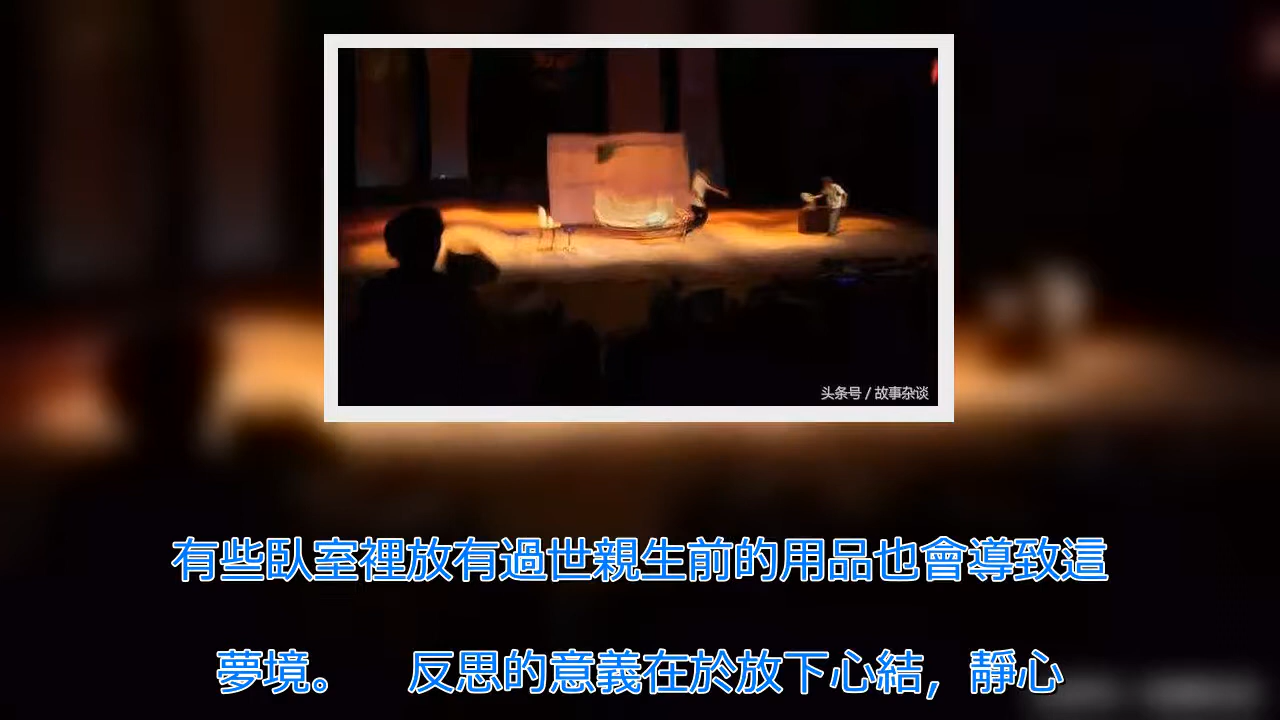 头条号 / 故事杂谈
有些臥室裡放有過世親生前的用品也會導致這
夢境。 反思的意義在於放下心結，靜心